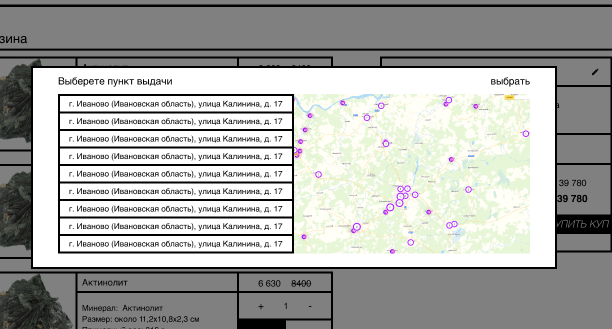 зина
Выберете пункт выдачи
выбрать
г. Иваново (Ивановская область), улица Калинина, д. 17
г. Иваново (Ивановская область), улица Калинина, д. 17
г. Иваново (Ивановская область), улица Калинина, д. 17
г. Иваново (Ивановская область), улица Калинина, д. 17
г. Иваново (Ивановская область), улица Калинина, д. 17
г. Иваново (Ивановская область), улица Калинина, д. 17
г. Иваново (Ивановская область), улица Калинина, д. 17
г. Иваново (Ивановская область), улица Калинина, д. 17
г. Иваново (Ивановская область), улица Калинина, д. 17
а
39 780
39 780
УПИТЬ КУП
Актинолит
6 630 8400
Минерал: Актинолит
Размер: около 11,2х10,8х2,3 см
+ 1 -